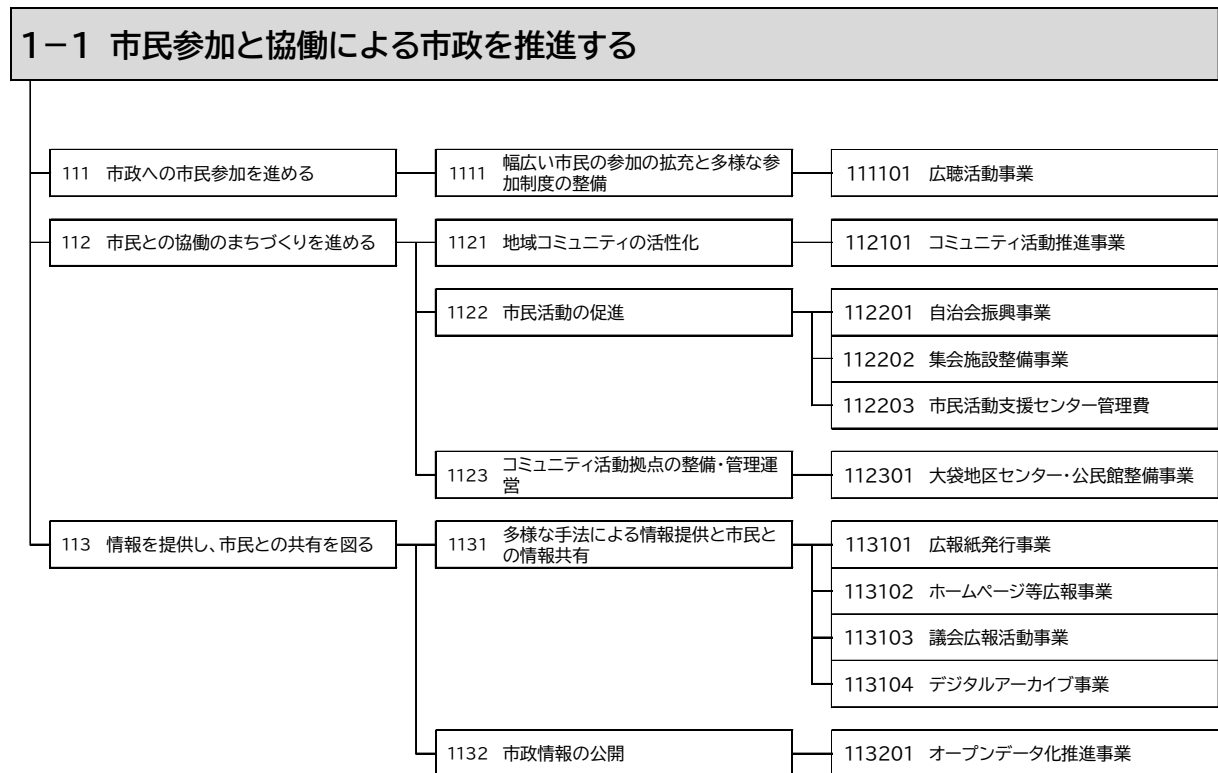 1－1 市民参加と協働による市政を推進する
111 市政への市民参加を進める
1111 幅広い市民の参加の拡充と多様な参
加制度の整備
111101 広聴活動事業
112 市民との協働のまちづくりを進める
1121 地域コミュニティの活性化
112101 コミュニティ活動推進事業
1122 市民活動の促進
112201 自治会振興事業
112202 集会施設整備事業
112203 市民活動支援センター管理費
1123 コミュニティ活動拠点の整備・管理運
営
112301 大袋地区センター・公民館整備事業
113 情報を提供し、市民との共有を図る
1131 多様な手法による情報提供と市民と
の情報共有
113101 広報紙発行事業
113102 ホームページ等広報事業
113103 議会広報活動事業
113104 デジタルアーカイブ事業
1132 市政情報の公開
113201 オープンデータ化推進事業